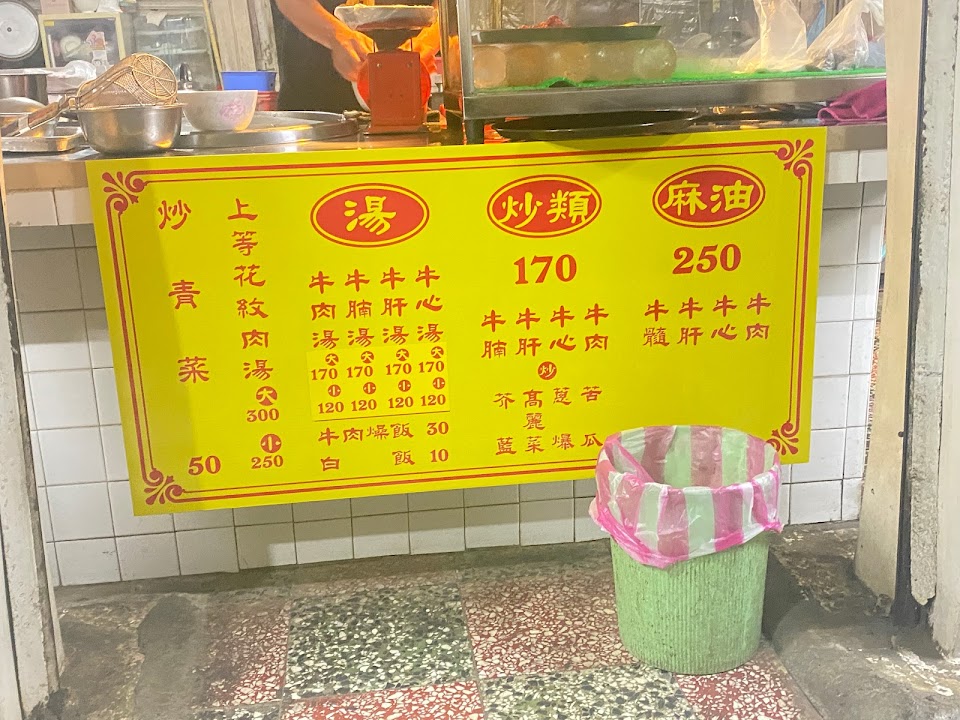 麻油
250
牛肉
牛心
牛肝
牛髓
炒類
170
牛肉
牛心
牛肝
牛腩
炒
苦瓜
蔥爆
高麗菜
芥藍
湯
牛心湯 大 170 小 120
牛肝湯 大 170 小 120
牛腩湯 大 170 小 120
牛肉湯 大 170 小 120
牛肉燥飯 30
白飯 10
上等花紋肉湯 大 300 小 250
炒青菜 50